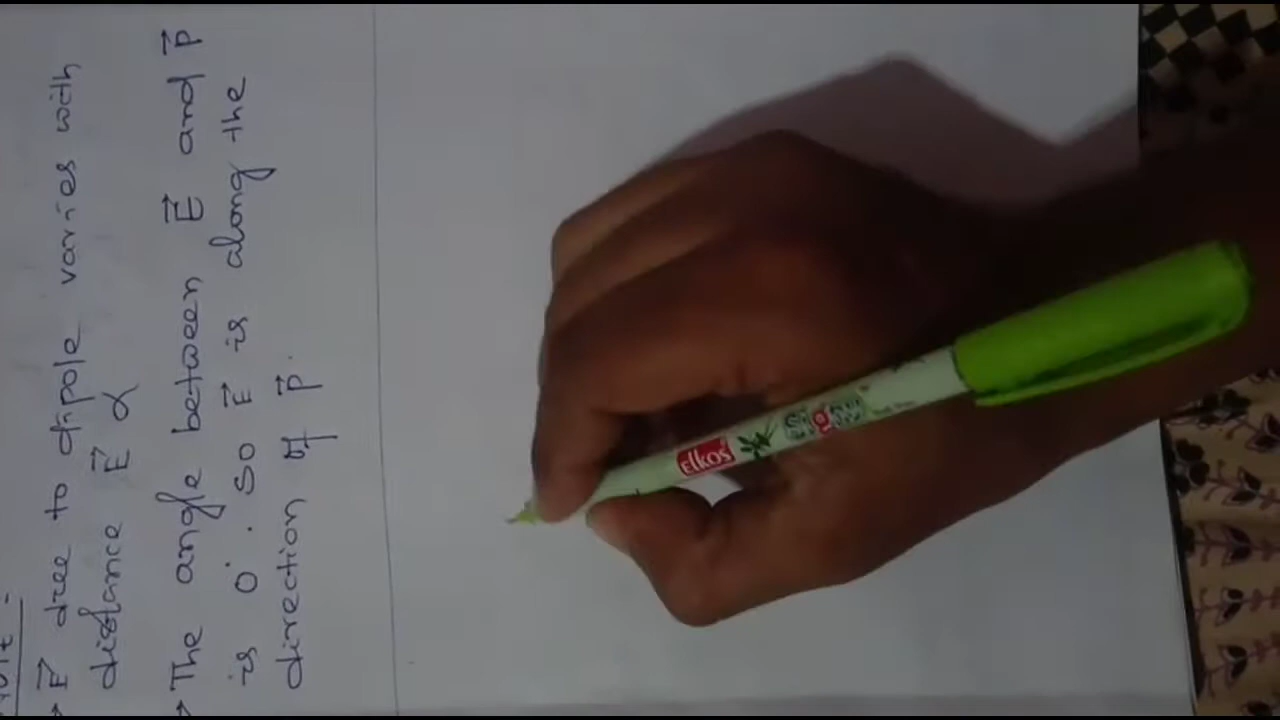 → E⃗ due to dipole varies with
distance E⃗ α
→ The angle between E⃗ and P⃗
is 0°. So E⃗ is along the
direction of P⃗.
Elkos